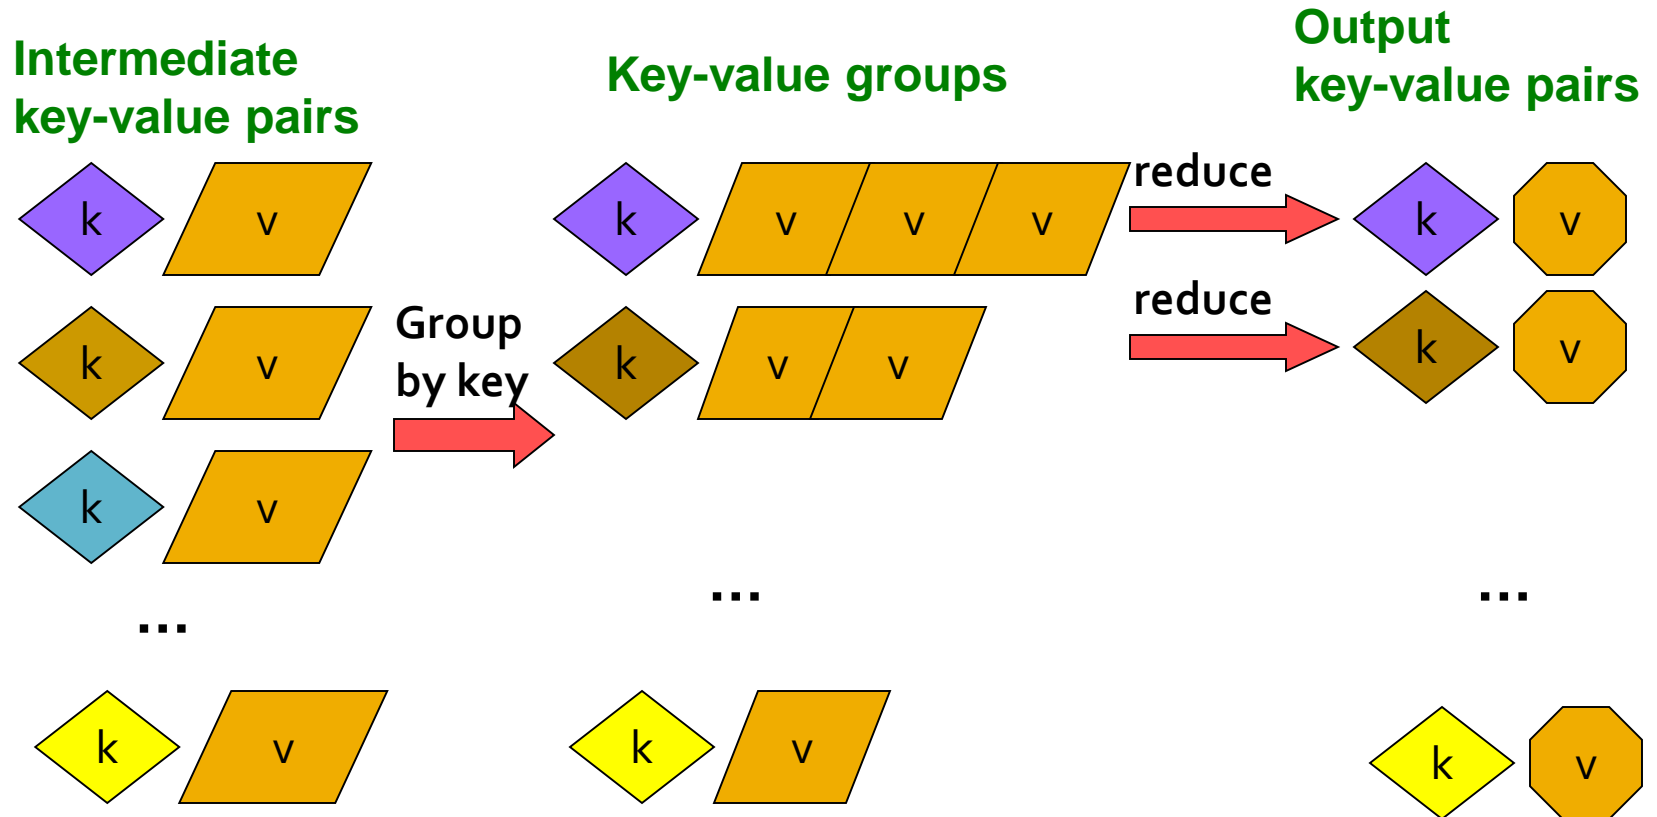 Intermediate
key-value pairs
Key-value groups
Output
key-value pairs
k v
k v v v
reduce
k v
k v
Group
by key
k v v
reduce
k v
k v
...
...
...
k v
k v
k v